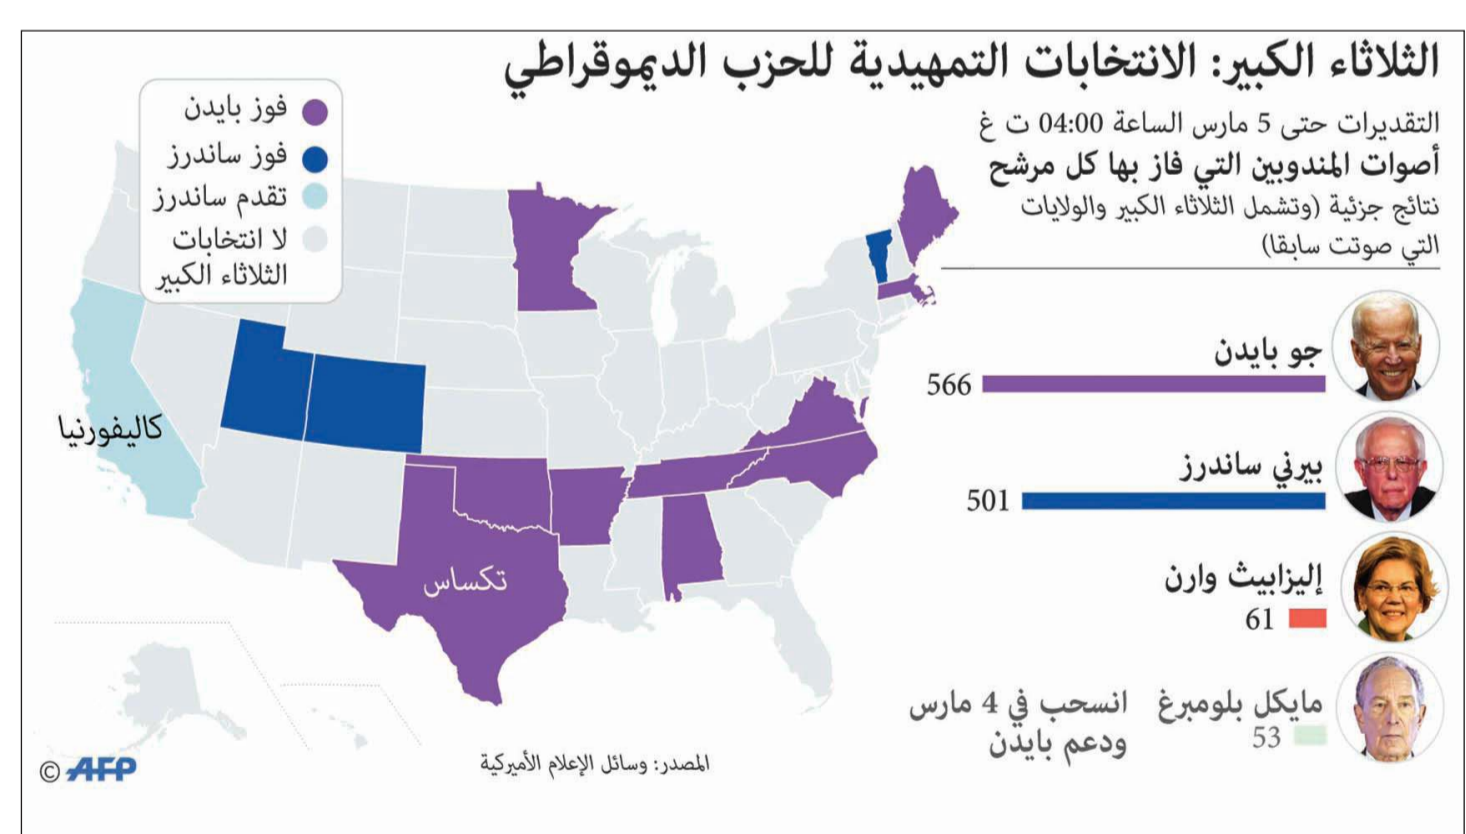 الثلاثاء الكبير: الانتخابات التمهيدية للحزب الديموقراطي
التقديرات حتى 5 مارس الساعة 04:00 ت غ
أصوات المندوبين التي فاز بها كل مرشح
نتائج جزئية (وتشمل الثلاثاء الكبير والولايات
التي صوتت سابقا)
فوز بايدن
فوز ساندرز
تقدم ساندرز
لا انتخابات
الثلاثاء الكبير
جو بايدن
566
بيرني ساندرز
501
إليزابيث وارن
61
مايكل بلومبرغ
53
انسحب في 4 مارس
ودعم بايدن
كاليفورنيا
تكساس
المصدر: وسائل الإعلام الأميركية
© AFP